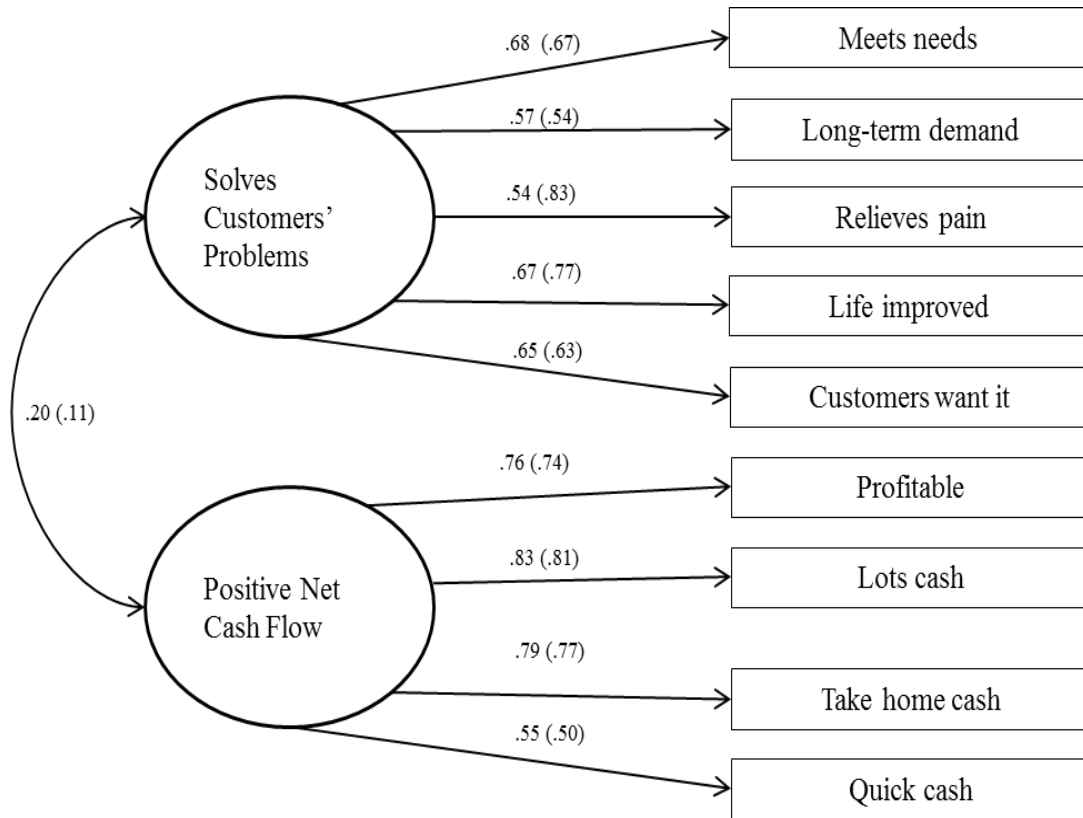 .68 (.67)
Meets needs
.57 (.54)
Long-term demand
Solves
Customers’
Problems
.54 (.83)
Relieves pain
.67 (.77)
Life improved
.65 (.63)
Customers want it
.20 (.11)
.76 (.74)
Profitable
.83 (.81)
Lots cash
Positive Net
Cash Flow
.79 (.77)
Take home cash
.55 (.50)
Quick cash